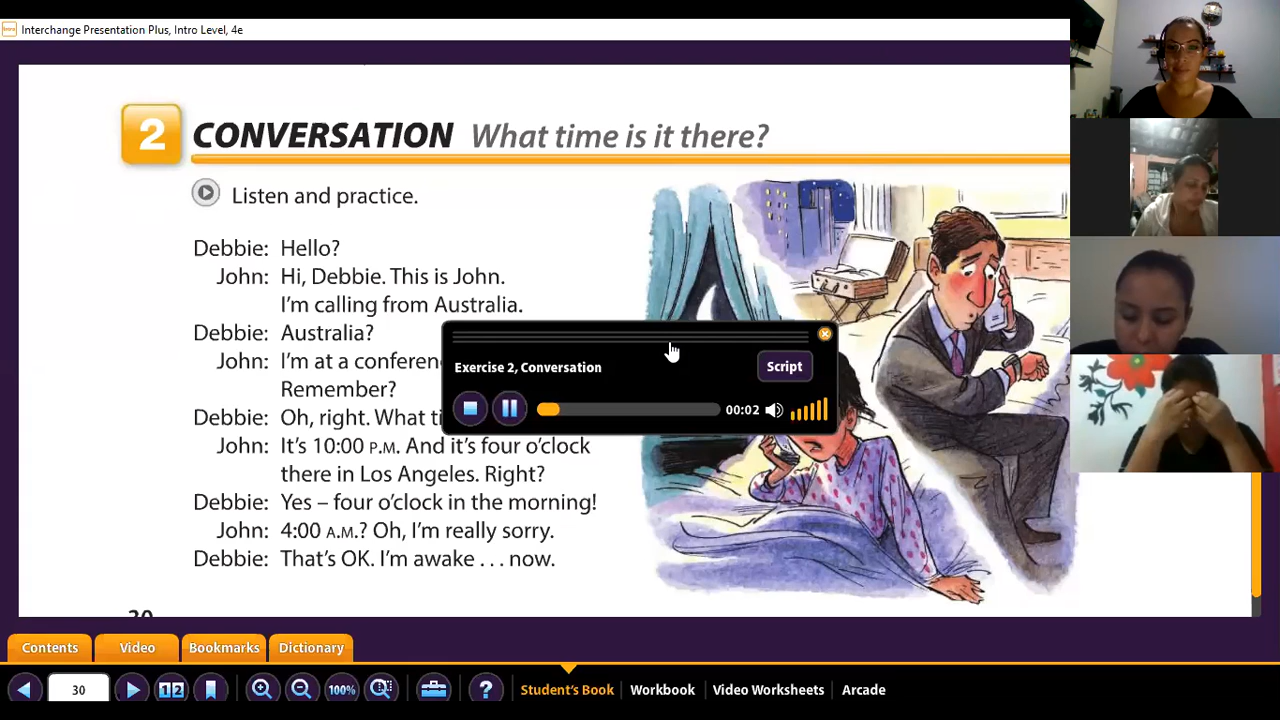 Interchange Presentation Plus, Intro Level, 4e
2 CONVERSATION What time is it there?
Listen and practice.
Debbie: Hello?
John: Hi, Debbie. This is John.
I'm calling from Australia.
Debbie: Australia?
John: I'm at a conferen
Remember?
Debbie: Oh, right. What ti
John: It's 10:00 P.M. And it's four o'clock
there in Los Angeles. Right?
Debbie: Yes – four o'clock in the morning!
John: 4:00 A.M.? Oh, I'm really sorry.
Debbie: That's OK. I'm awake . . . now.
Exercise 2, Conversation
Script
00:02
30
Contents Video Bookmarks Dictionary
30 12 100% ? Student's Book Workbook Video Worksheets Arcade